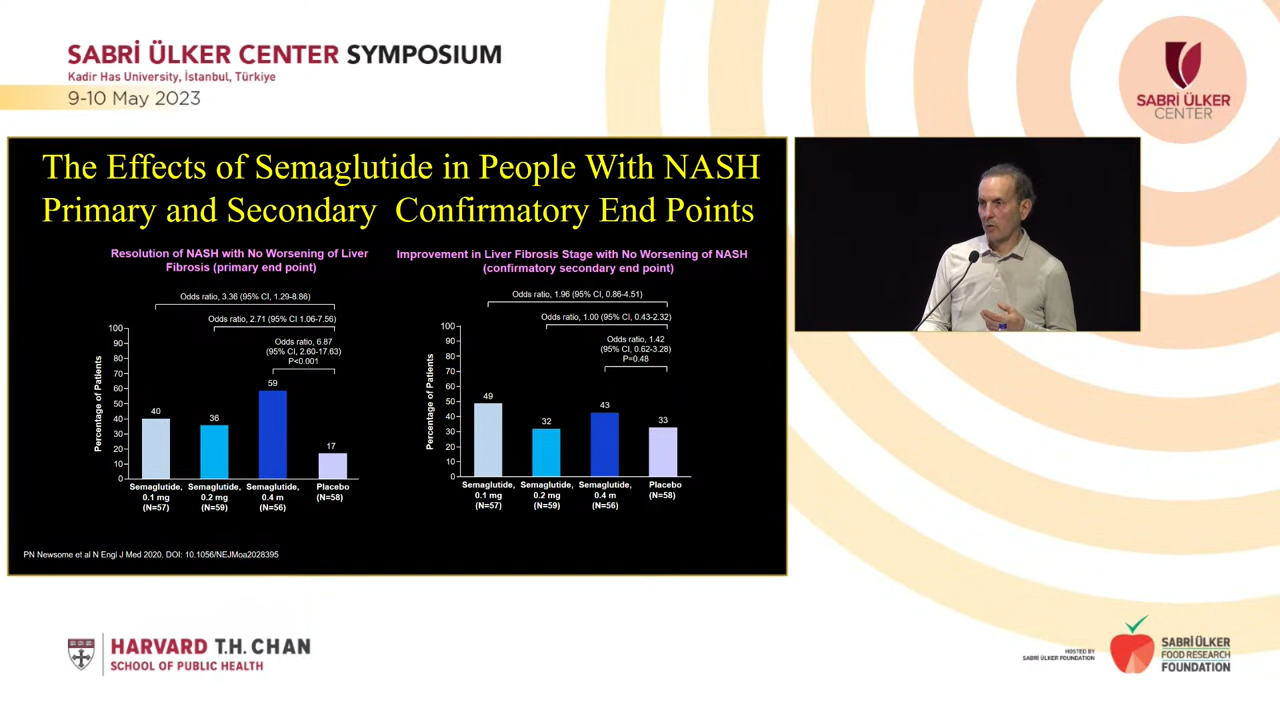 SABRİ ÜLKER CENTER SYMPOSIUM
Kadir Has University, İstanbul, Türkiye
9-10 May 2023
SABRİ ÜLKER
CENTER
The Effects of Semaglutide in People With NASH
Primary and Secondary Confirmatory End Points
Resolution of NASH with No Worsening of Liver
Fibrosis (primary end point)
Odds ratio, 3.36 (95% CI, 1.29-8.86)
Odds ratio, 2.71 (95% CI 1.06-7.56)
Odds ratio, 6.87
(95% CI, 2.60-17.63)
P<0.001
Percentage of Patients
100
90
80
70
60
50
40
30
20
10
0
40
36
59
17
Semaglutide,
0.1 mg
(N=57)
Semaglutide,
0.2 mg
(N=59)
Semaglutide,
0.4 m
(N=56)
Placebo
(N=58)
Improvement in Liver Fibrosis Stage with No Worsening of NASH
(confirmatory secondary end point)
Odds ratio, 1.96 (95% CI, 0.86-4.51)
Odds ratio, 1.00 (95% CI, 0.43-2.32)
Odds ratio, 1.42
(95% CI, 0.62-3.28)
P=0.48
Percentage of Patients
100
90
80
70
60
50
40
30
20
10
0
49
32
43
33
Semaglutide,
0.1 mg
(N=57)
Semaglutide,
0.2 mg
(N=59)
Semaglutide,
0.4 m
(N=56)
Placebo
(N=58)
PN Newsome et al N Engl J Med 2020. DOI: 10.1056/NEJMoa2028395
HARVARD T.H. CHAN
SCHOOL OF PUBLIC HEALTH
HOSTED BY
SABRİ ÜLKER FOUNDATION
SABRİ ÜLKER
FOOD RESEARCH
FOUNDATION